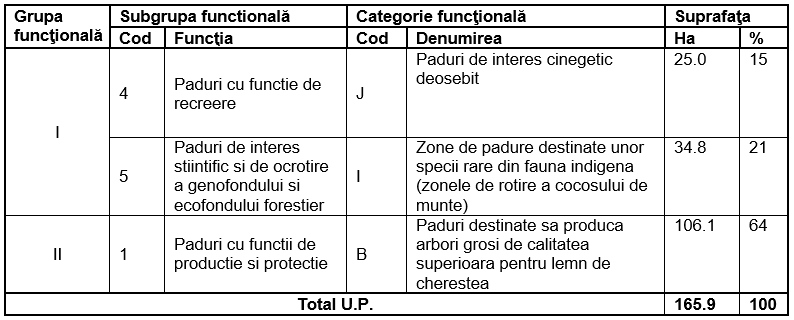 Grupa funcţională
Subgrupa functională
Categorie funcţională
Suprafaţa
Cod
Funcţia
Cod
Denumirea
Ha
%
I
4
Paduri cu functie de
recreere
J
Paduri de interes cinegetic
deosebit
25.0
15
5
Paduri de interes
stiintific si de ocrotire
a genofondului si
ecofondului forestier
I
Zone de padure destinate unor
specii rare din fauna indigena
(zonele de rotire a cocosului de
munte)
34.8
21
II
1
Paduri cu functii de
productie si protectie
B
Paduri destinate sa produca
arbori grosi de calitatea
superioara pentru lemn de
cherestea
106.1
64
Total U.P.
165.9
100